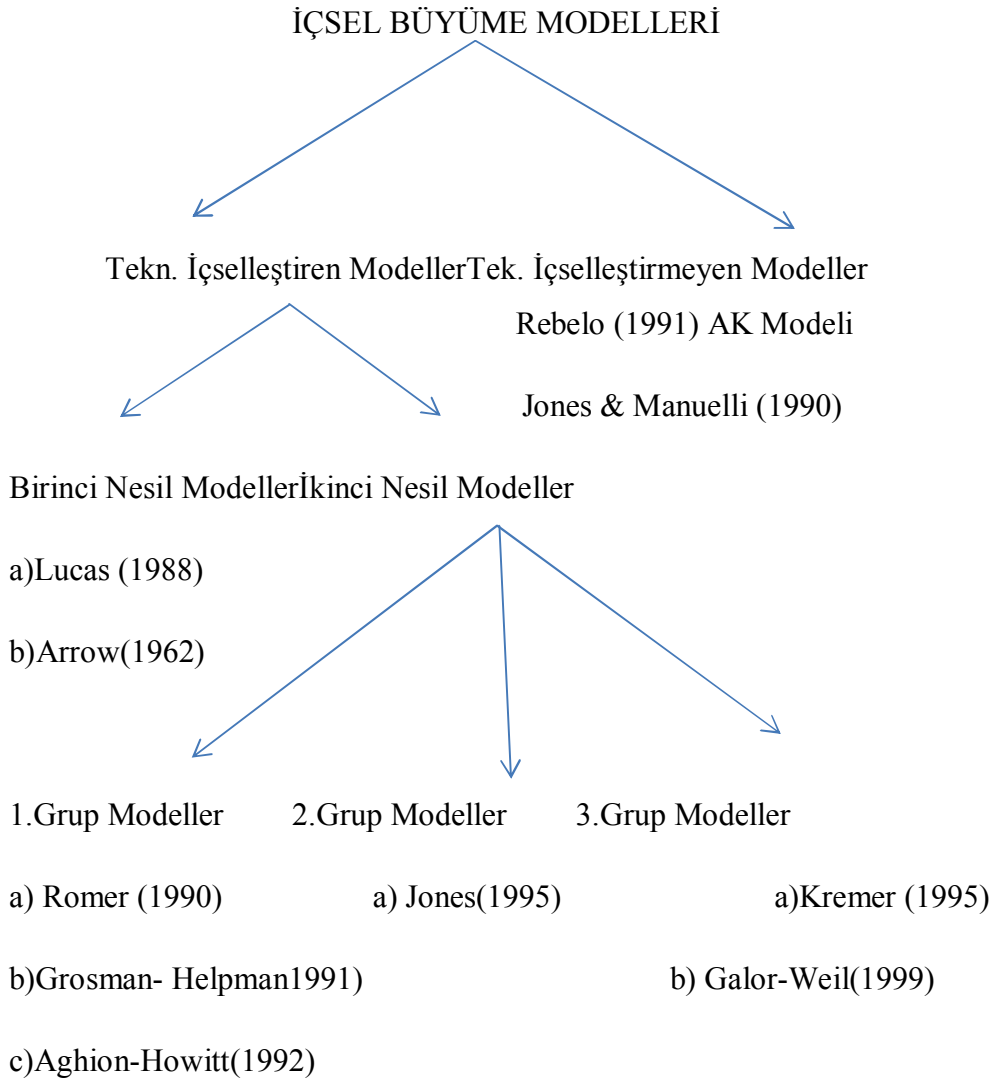 İÇSEL BÜYÜME MODELLERİ
Tekn. İçselleştiren ModellerTek. İçselleştirmeyen Modeller
Rebelo (1991) AK Modeli
Jones & Manuelli (1990)
Birinci Nesil Modellerİkinci Nesil Modeller
a)Lucas (1988)
b)Arrow(1962)
1.Grup Modeller 2.Grup Modeller 3.Grup Modeller
a) Romer (1990) a) Jones(1995) a)Kremer (1995)
b)Grosman- Helpman1991) b) Galor-Weil(1999)
c)Aghion-Howitt(1992)